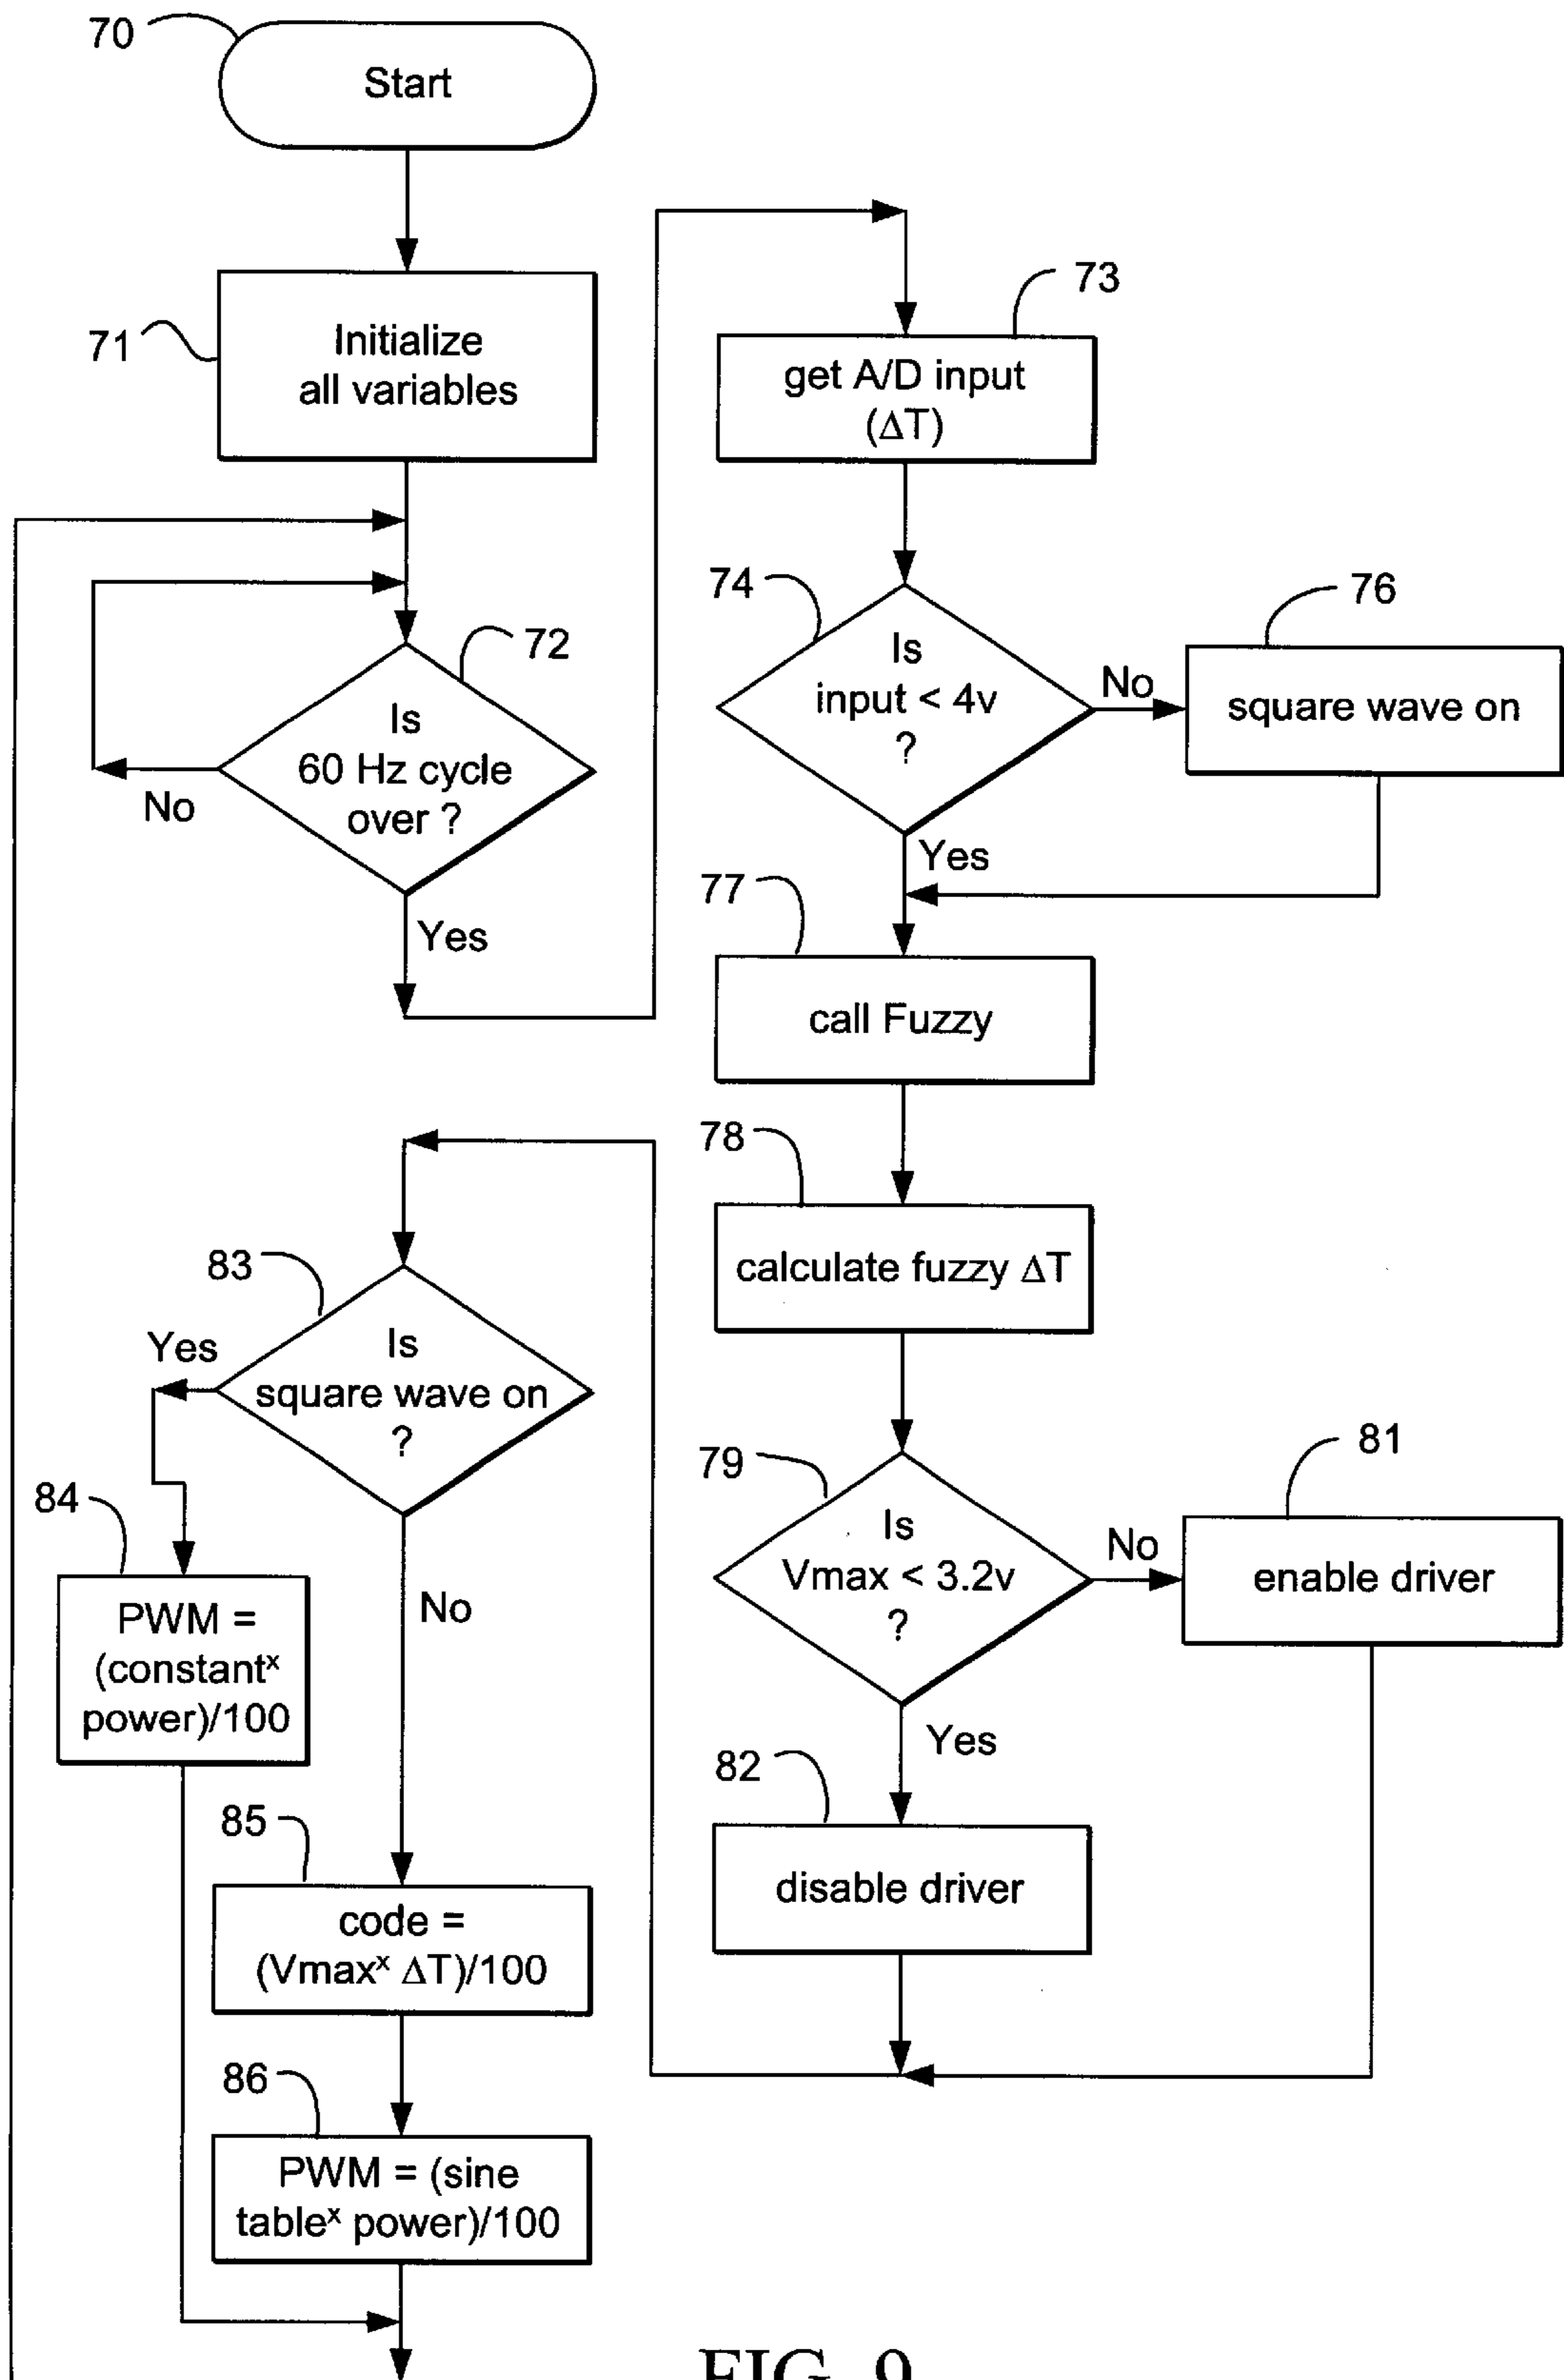 70
Start
71
Initialize
all variables
72
Is
60 Hz cycle
over ?
No
Yes
73
get A/D input
(ΔT)
74
Is
input < 4v
?
No
76
square wave on
Yes
77
call Fuzzy
78
calculate fuzzy ΔT
79
Is
Vmax < 3.2v
?
No
81
enable driver
Yes
82
disable driver
83
Is
square wave on
?
Yes
84
PWM =
(constantˣ
power)/100
No
85
code =
(Vmaxˣ ΔT)/100
86
PWM = (sine
tableˣ power)/100
FIG. 9